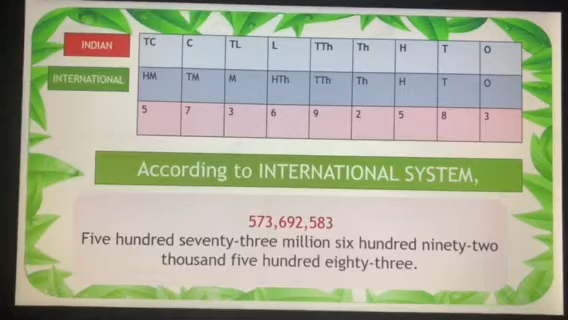 INDIAN TC C TL L TTh Th H T O
INTERNATIONAL HM TM M HTh TTh Th H T O
5 7 3 6 9 2 5 8 3
According to INTERNATIONAL SYSTEM,
573,692,583
Five hundred seventy-three million six hundred ninety-two
thousand five hundred eighty-three.